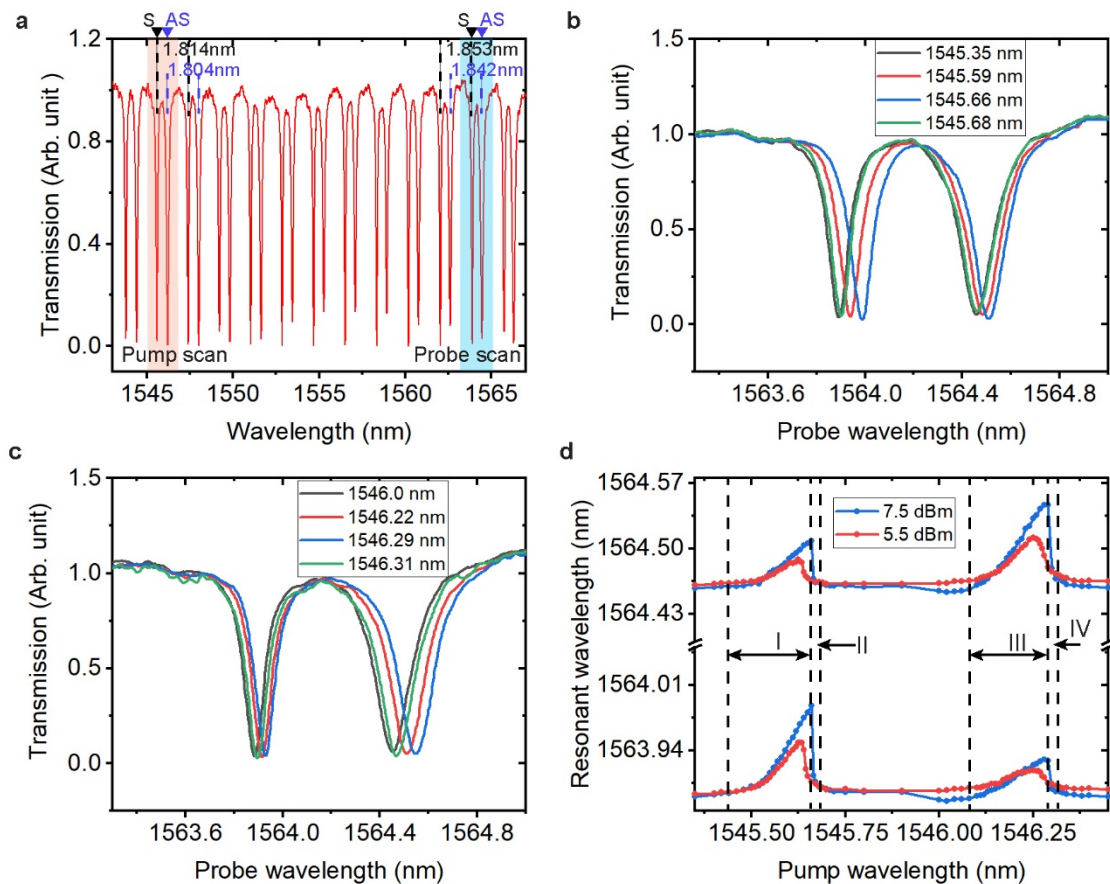 a
S AS S AS
1.814nm 1.853nm
1.804nm 1.842nm
1.2
0.8
0.4
0.0
Pump scan Probe scan
1545 1550 1555 1560 1565
Wavelength (nm)
Transmission (Arb. unit)
b
1545.35 nm
1545.59 nm
1545.66 nm
1545.68 nm
1.5
1.0
0.5
0.0
1563.6 1564.0 1564.4 1564.8
Probe wavelength (nm)
Transmission (Arb. unit)
c
1546.0 nm
1546.22 nm
1546.29 nm
1546.31 nm
1.5
1.0
0.5
0.0
1563.6 1564.0 1564.4 1564.8
Probe wavelength (nm)
Transmission (Arb. unit)
d
7.5 dBm
5.5 dBm
1564.57
1564.50
1564.43
I II III IV
1564.01
1563.94
1545.50 1545.75 1546.00 1546.25
Pump wavelength (nm)
Resonant wavelength (nm)